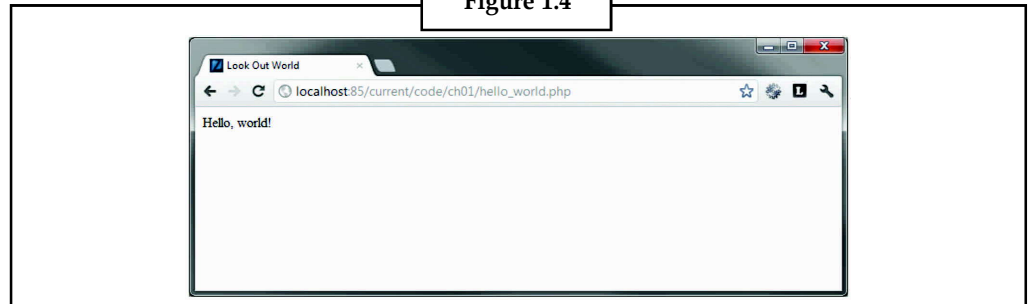 Figure 1.4
Look Out World
localhost:85/current/code/ch01/hello_world.php
Hello, world!